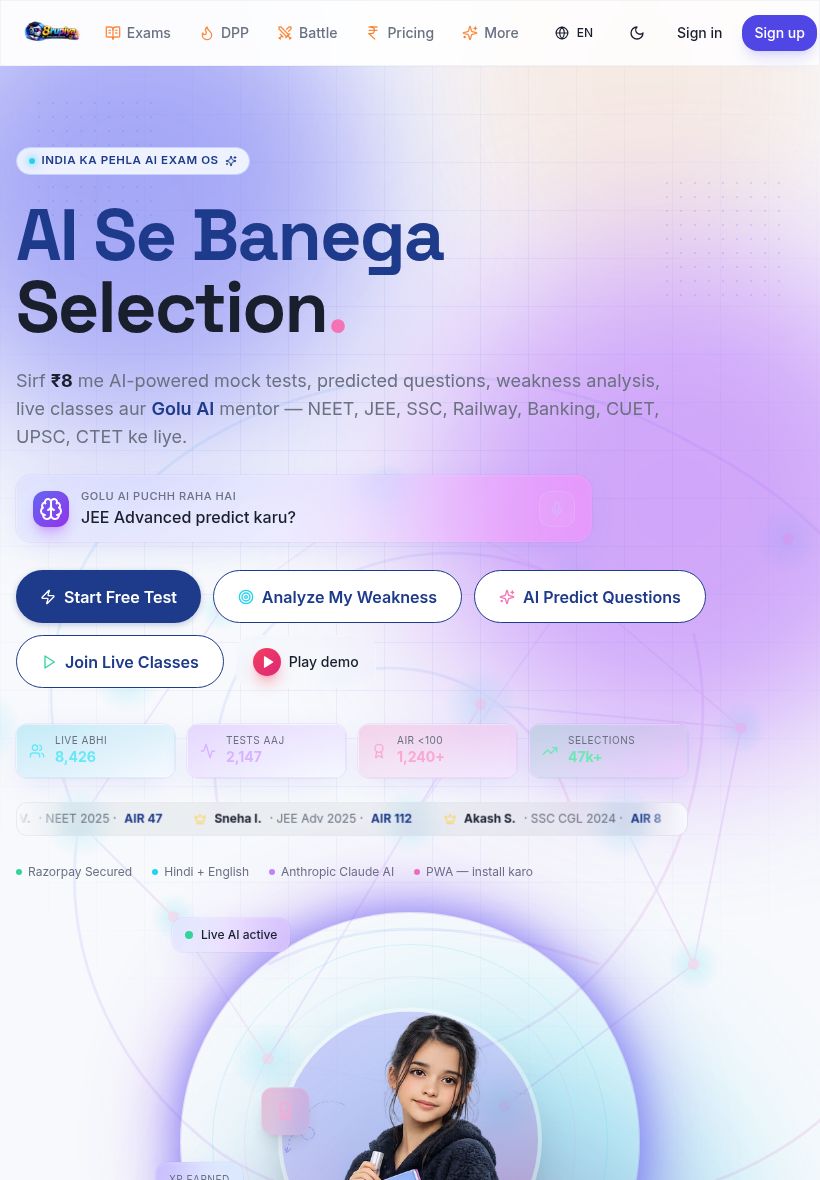 8rupiya
Exams
DPP
Battle
Pricing
More
EN
Sign in
Sign up
INDIA KA PEHLA AI EXAM OS
AI Se Banega
Selection.
Sirf ₹8 me AI-powered mock tests, predicted questions, weakness analysis,
live classes aur Golu AI mentor — NEET, JEE, SSC, Railway, Banking, CUET,
UPSC, CTET ke liye.
GOLU AI PUCHH RAHA HAI
JEE Advanced predict karu?
Start Free Test
Analyze My Weakness
AI Predict Questions
Join Live Classes
Play demo
LIVE ABHI
8,426
TESTS AAJ
2,147
AIR <100
1,240+
SELECTIONS
47k+
V. · NEET 2025 · AIR 47
Sneha I. · JEE Adv 2025 · AIR 112
Akash S. · SSC CGL 2024 · AIR 8
Razorpay Secured
Hindi + English
Anthropic Claude AI
PWA — install karo
Live AI active
XP EARNED